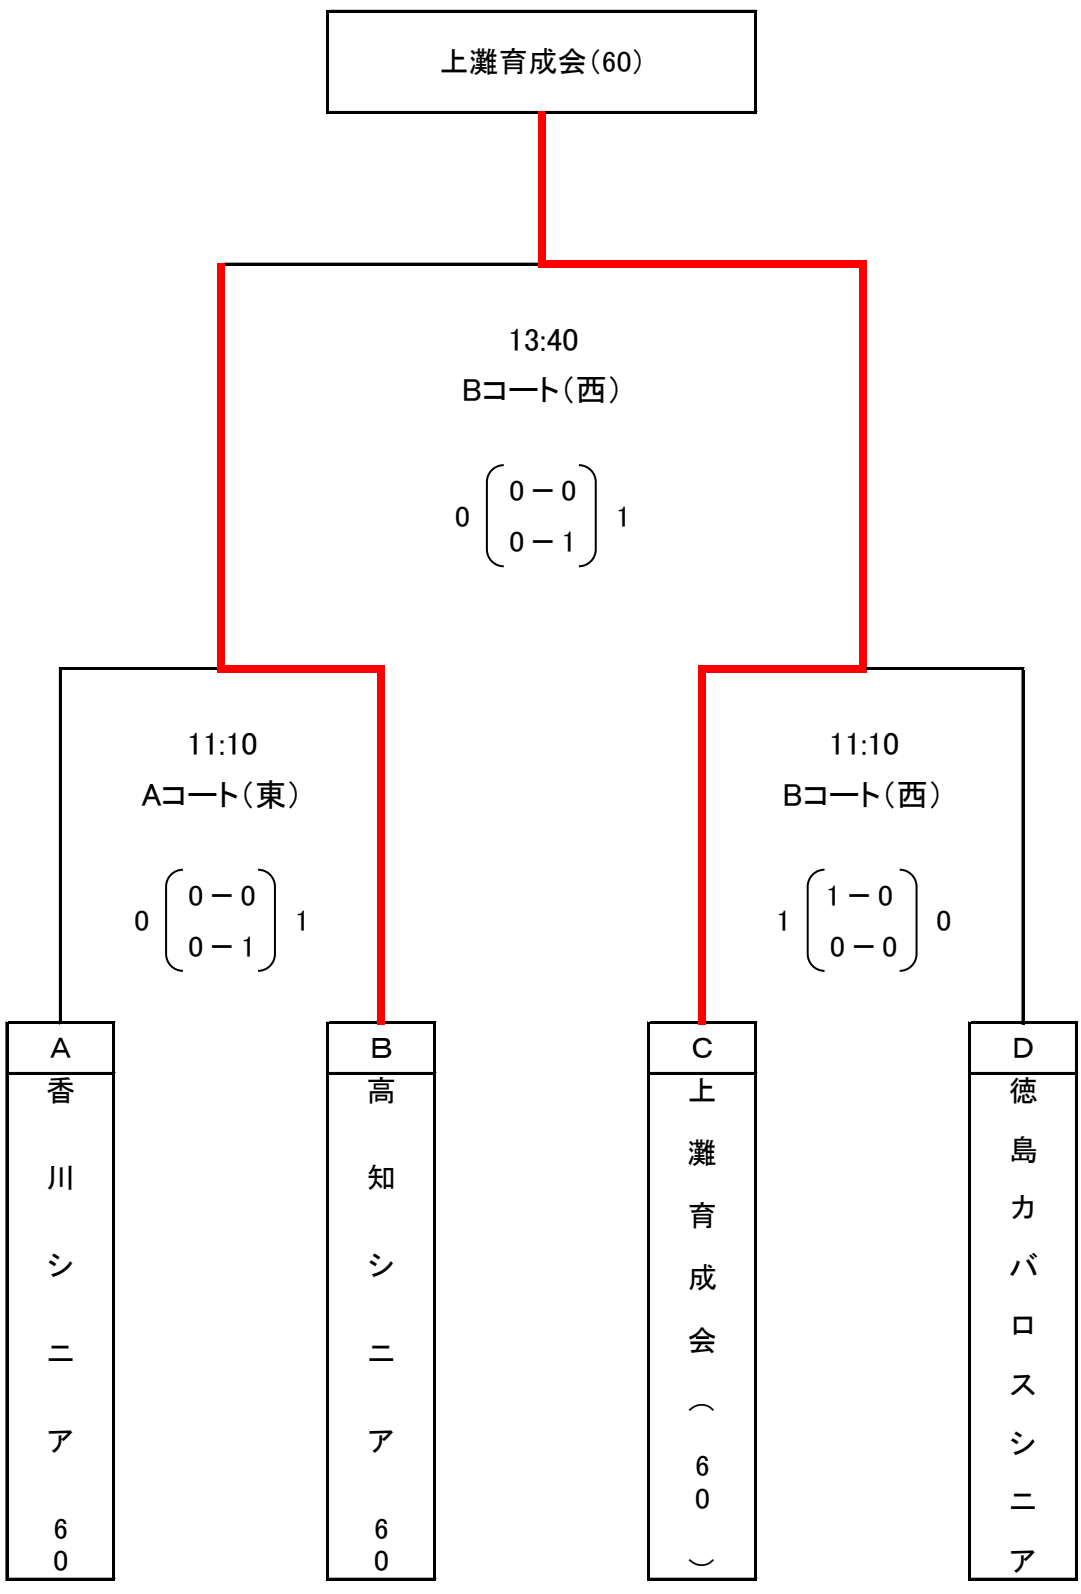 上灘育成会(60)
13:40
Bコート(西)
0 0－0 1
0－1
11:10
Aコート(東)
0 0－0 1
0－1
11:10
Bコート(西)
1 1－0 0
0－0
A
香川シニア60
B
高知シニア60
C
上灘育成会(60)
D
徳島カバロスシニア